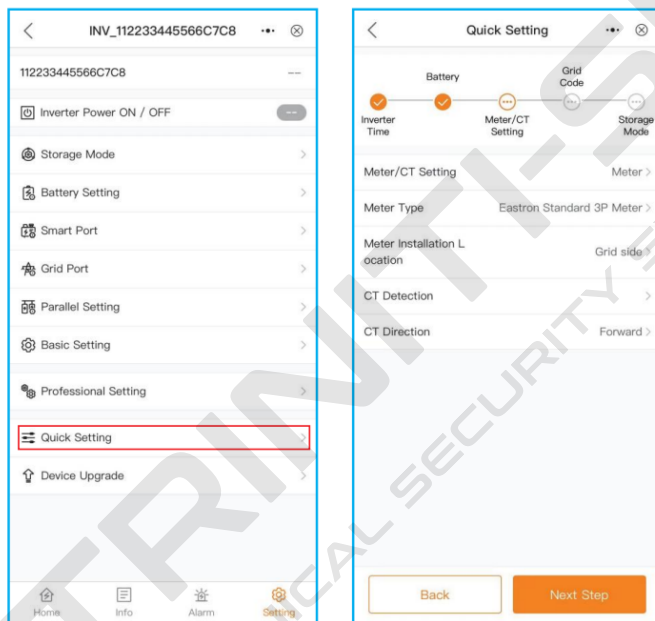 INV_112233445566C7C8
112233445566C7C8 --
Inverter Power ON / OFF --
Storage Mode
Battery Setting
Smart Port
Grid Port
Parallel Setting
Basic Setting
Professional Setting
Quick Setting
Device Upgrade
Home Info Alarm Setting
Quick Setting
Battery
Grid
Code
Inverter
Time
Meter/CT
Setting
Storage
Mode
Meter/CT Setting Meter
Meter Type Eastron Standard 3P Meter
Meter Installation L
ocation
Grid side
CT Detection
CT Direction Forward
Back Next Step